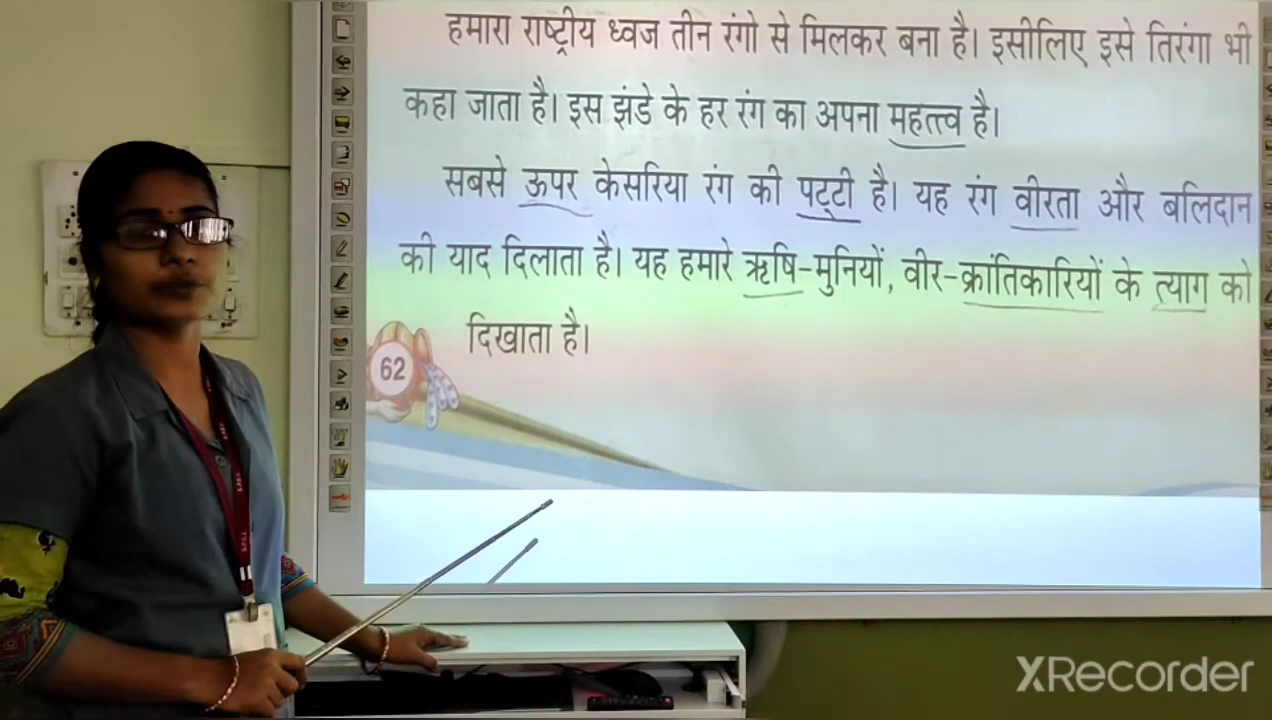 हमारा राष्ट्रीय ध्वज तीन रंगो से मिलकर बना है। इसीलिए इसे तिरंगा भी
कहा जाता है। इस झंडे के हर रंग का अपना महत्त्व है।
सबसे ऊपर केसरिया रंग की पट्टी है। यह रंग वीरता और बलिदान
की याद दिलाता है। यह हमारे ऋषि-मुनियों, वीर-क्रांतिकारियों के त्याग को
दिखाता है।
62
XRecorder